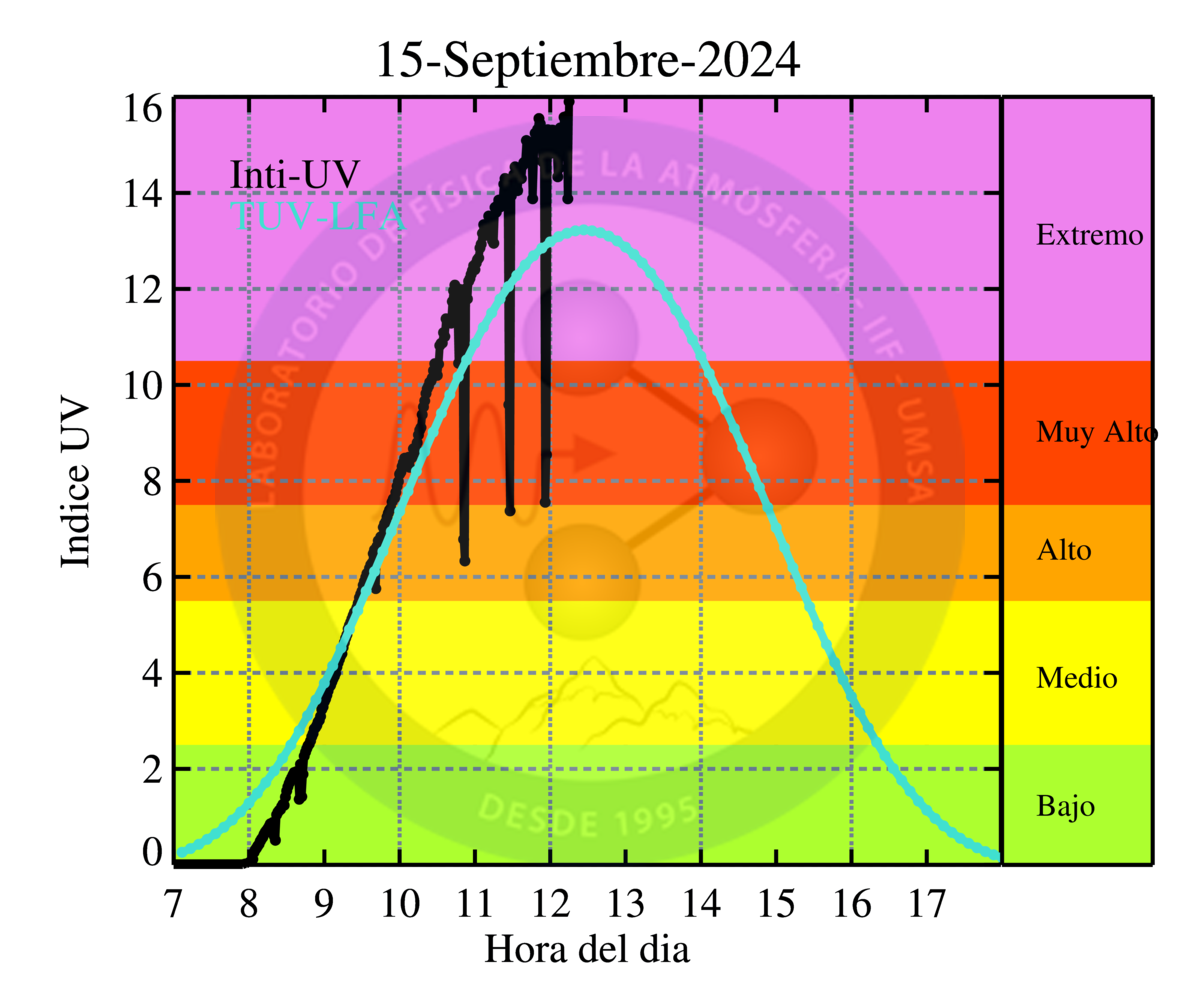 15-Septiembre-2024
Inti-UV
TUV-LFA
LABORATORIO DE FÍSICA DE LA ATMÓSFERA - IIF - UMSA
DESDE 1995
Indice UV
16
14
12
10
8
6
4
2
0
Extremo
Muy Alto
Alto
Medio
Bajo
7 8 9 10 11 12 13 14 15 16 17
Hora del dia